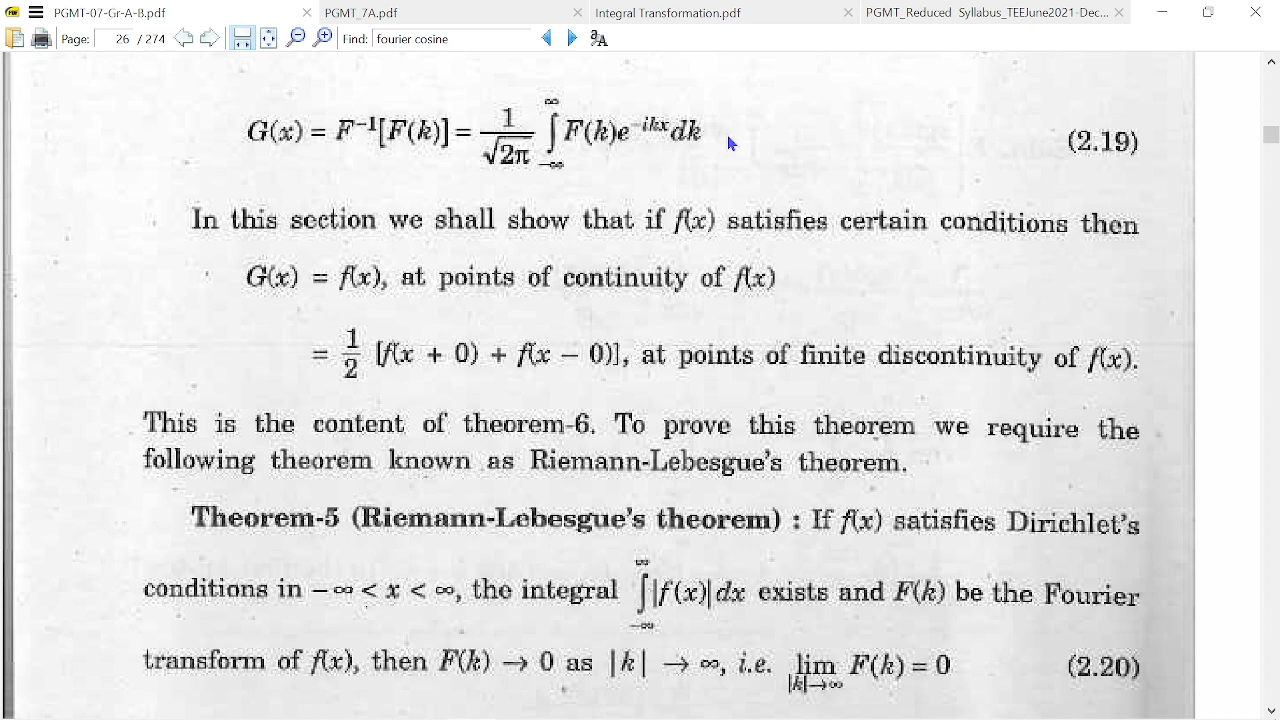 PGMT-07-Gr-A-B.pdf PGMT_7A.pdf Integral Transformation.pdf PGMT_Reduced Syllabus_TEEJune2021-Dec...
Page: 26 / 274 Find: fourier cosine
G(x) = F⁻¹[F(k)] = 1/√2π ∫_{-∞}^{∞} F(k)e^{-ikx}dk (2.19)
In this section we shall show that if f(x) satisfies certain conditions then
G(x) = f(x), at points of continuity of f(x)
= 1/2 [f(x + 0) + f(x − 0)], at points of finite discontinuity of f(x).
This is the content of theorem-6. To prove this theorem we require the
following theorem known as Riemann-Lebesgue's theorem.
Theorem-5 (Riemann-Lebesgue's theorem) : If f(x) satisfies Dirichlet's
conditions in −∞ < x < ∞, the integral ∫_{-∞}^{∞} |f(x)| dx exists and F(k) be the Fourier
transform of f(x), then F(k) → 0 as |k| → ∞, i.e. lim_{|k|→∞} F(k) = 0 (2.20)